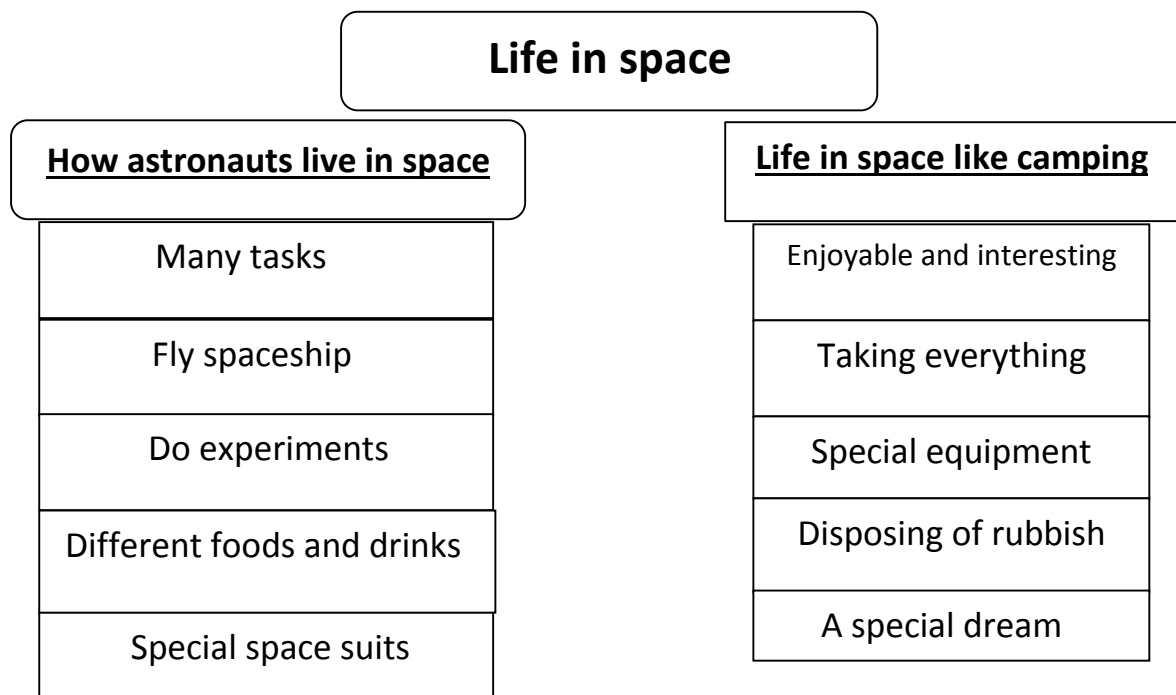 Life in space
How astronauts live in space
Many tasks
Fly spaceship
Do experiments
Different foods and drinks
Special space suits
Life in space like camping
Enjoyable and interesting
Taking everything
Special equipment
Disposing of rubbish
A special dream